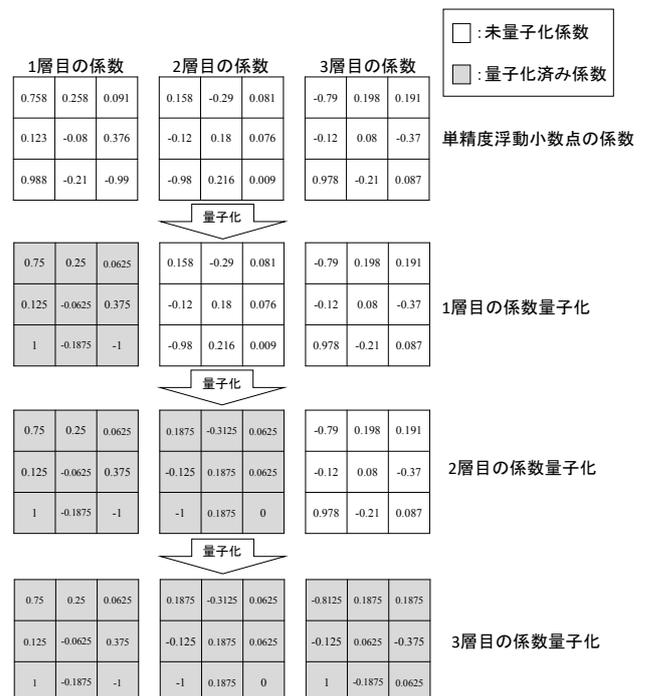 □ : 未量子化係数
□ : 量子化済み係数
1層目の係数 2層目の係数 3層目の係数
0.758 0.258 0.091 0.158 -0.29 0.081 -0.79 0.198 0.191
0.123 -0.08 0.376 -0.12 0.18 0.076 -0.12 0.08 -0.37 単精度浮動小数点の係数
0.988 -0.21 -0.99 -0.98 0.216 0.009 0.978 -0.21 0.087
量子化
0.75 0.25 0.0625 0.158 -0.29 0.081 -0.79 0.198 0.191
0.125 -0.0625 0.375 -0.12 0.18 0.076 -0.12 0.08 -0.37 1層目の係数量子化
1 -0.1875 -1 -0.98 0.216 0.009 0.978 -0.21 0.087
量子化
0.75 0.25 0.0625 0.1875 -0.3125 0.0625 -0.79 0.198 0.191
0.125 -0.0625 0.375 -0.125 0.1875 0.0625 -0.12 0.08 -0.37 2層目の係数量子化
1 -0.1875 -1 -1 0.1875 0 0.978 -0.21 0.087
量子化
0.75 0.25 0.0625 0.1875 -0.3125 0.0625 -0.8125 0.1875 0.1875
0.125 -0.0625 0.375 -0.125 0.1875 0.0625 -0.125 0.0625 -0.375 3層目の係数量子化
1 -0.1875 -1 -1 0.1875 0 1 -0.1875 0.0625